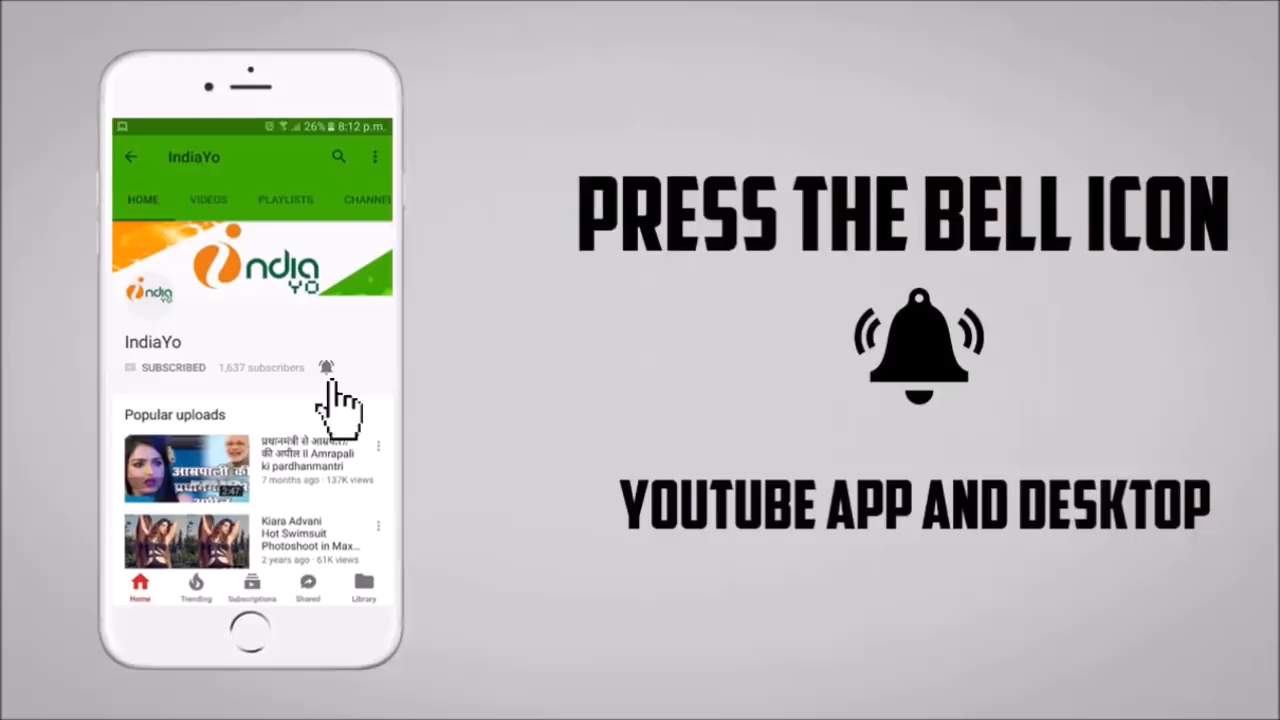 26% 8:12 p.m.
IndiaYo
HOME VIDEOS PLAYLISTS CHANNEL
india
YO
india
YO
IndiaYo
SUBSCRIBED 1,637 subscribers
Popular uploads
प्रधानमंत्री से आम्रपाली
की अपील II Amrapali
ki pardhanmantri
7 months ago · 137K views
आम्रपाली की
2:47
Kiara Advani
Hot Swimsuit
Photoshoot in Max...
2 years ago · 61K views
Home Trending Subscriptions Shared Library
PRESS THE BELL ICON
YOUTUBE APP AND DESKTOP